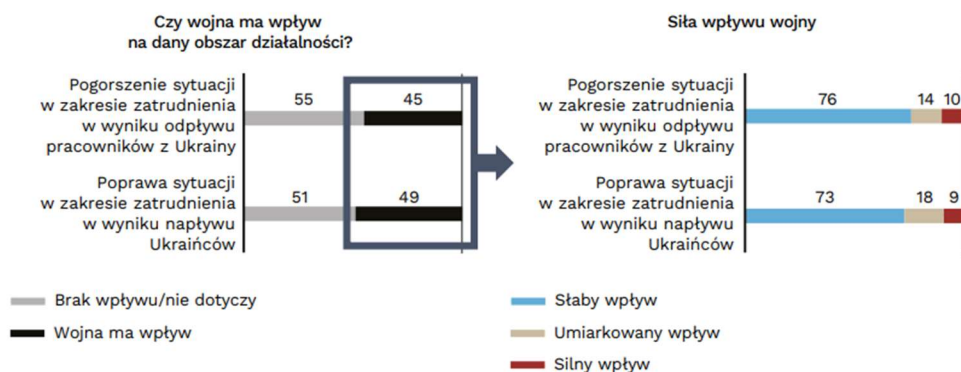 Czy wojna ma wpływ
na dany obszar działalności?
Pogorszenie sytuacji
w zakresie zatrudnienia
w wyniku odpływu
pracowników z Ukrainy
55 45
Poprawa sytuacji
w zakresie zatrudnienia
w wyniku napływu
Ukraińców
51 49
Brak wpływu/nie dotyczy
Wojna ma wpływ
Siła wpływu wojny
Pogorszenie sytuacji
w zakresie zatrudnienia
w wyniku odpływu
pracowników z Ukrainy
76 14 10
Poprawa sytuacji
w zakresie zatrudnienia
w wyniku napływu
Ukraińców
73 18 9
Słaby wpływ
Umiarkowany wpływ
Silny wpływ